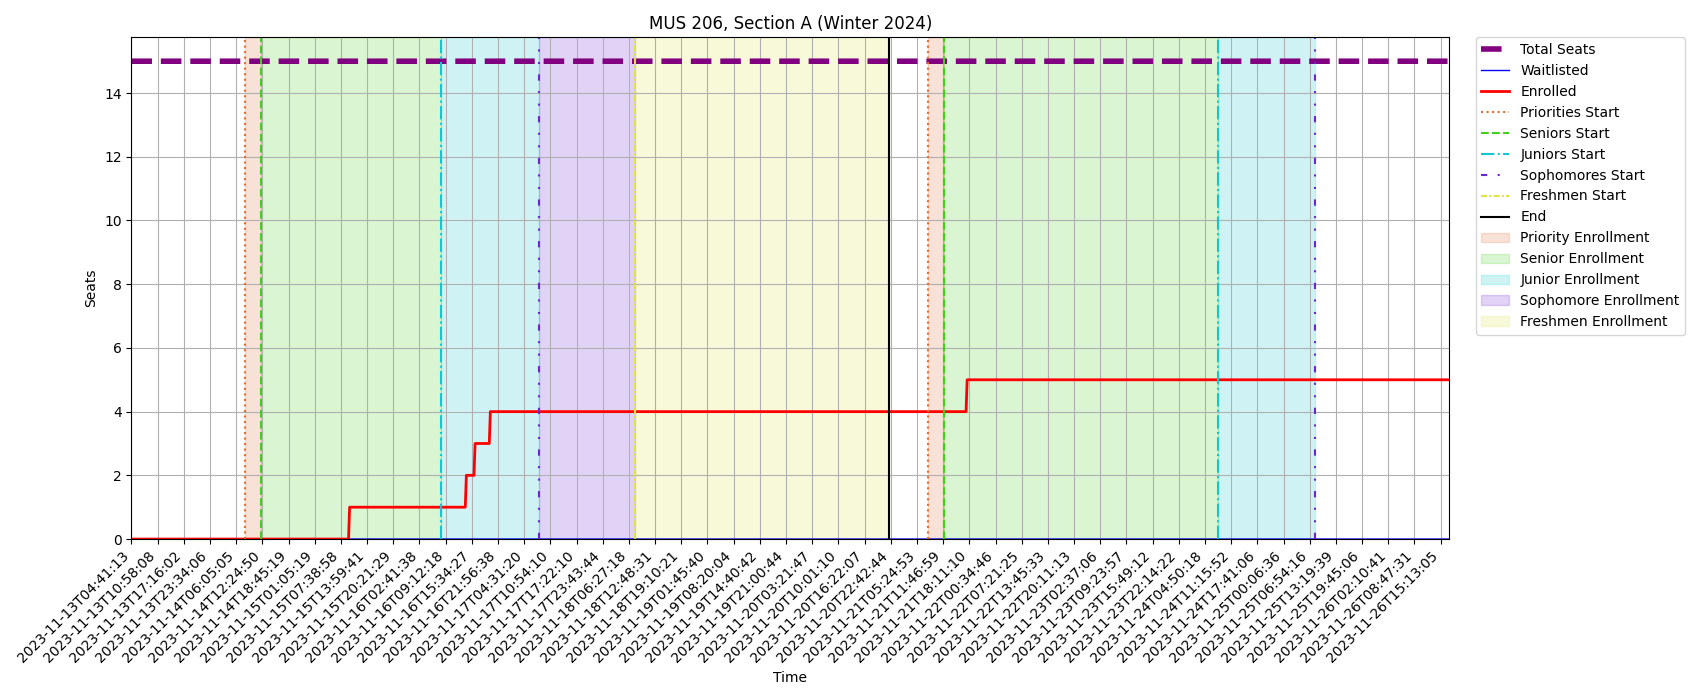 MUS 206, Section A (Winter 2024)
Total Seats
Waitlisted
Enrolled
Priorities Start
Seniors Start
Juniors Start
Sophomores Start
Freshmen Start
End
Priority Enrollment
Senior Enrollment
Junior Enrollment
Sophomore Enrollment
Freshmen Enrollment
Seats
14
12
10
8
6
4
2
0
2023-11-13T04:41:13
2023-11-13T10:58:08
2023-11-13T17:16:02
2023-11-13T23:34:06
2023-11-14T06:05:05
2023-11-14T12:24:50
2023-11-14T18:45:19
2023-11-15T01:05:19
2023-11-15T07:38:58
2023-11-15T13:59:41
2023-11-15T20:21:29
2023-11-16T02:41:38
2023-11-16T09:12:18
2023-11-16T15:34:27
2023-11-16T21:56:38
2023-11-17T04:31:20
2023-11-17T10:54:10
2023-11-17T17:22:10
2023-11-17T23:43:44
2023-11-18T06:27:18
2023-11-18T12:48:31
2023-11-18T19:10:21
2023-11-19T01:45:40
2023-11-19T08:20:04
2023-11-19T14:40:42
2023-11-19T21:00:44
2023-11-20T03:21:47
2023-11-20T10:01:10
2023-11-20T16:22:07
2023-11-20T22:42:44
2023-11-21T05:24:53
2023-11-21T11:46:59
2023-11-21T18:11:10
2023-11-22T00:34:46
2023-11-22T07:21:25
2023-11-22T13:45:33
2023-11-22T20:11:13
2023-11-23T02:37:06
2023-11-23T09:23:57
2023-11-23T15:49:12
2023-11-23T22:14:22
2023-11-24T04:50:18
2023-11-24T11:15:52
2023-11-24T17:41:06
2023-11-25T00:06:36
2023-11-25T06:54:16
2023-11-25T13:19:39
2023-11-25T19:45:06
2023-11-26T02:10:41
2023-11-26T08:47:31
2023-11-26T15:13:05
Time